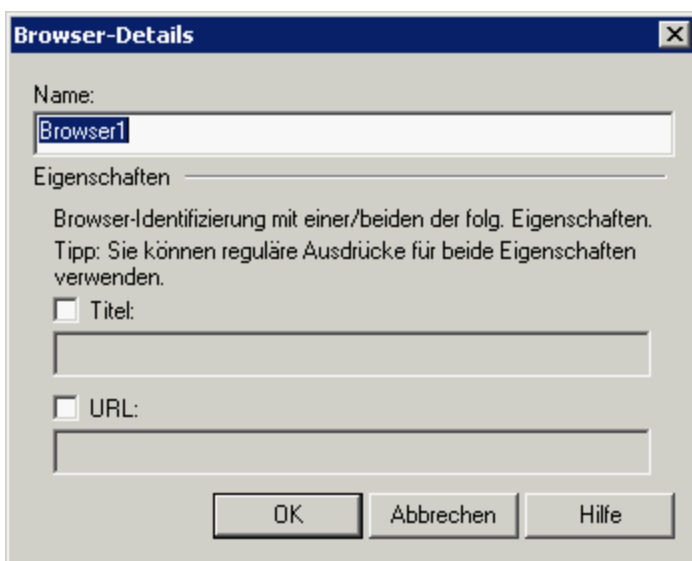 Browser-Details
Name:
Browser1
Eigenschaften
Browser-Identifizierung mit einer/beiden der folg. Eigenschaften.
Tipp: Sie können reguläre Ausdrücke für beide Eigenschaften
verwenden.
Titel:
URL:
OK Abbrechen Hilfe